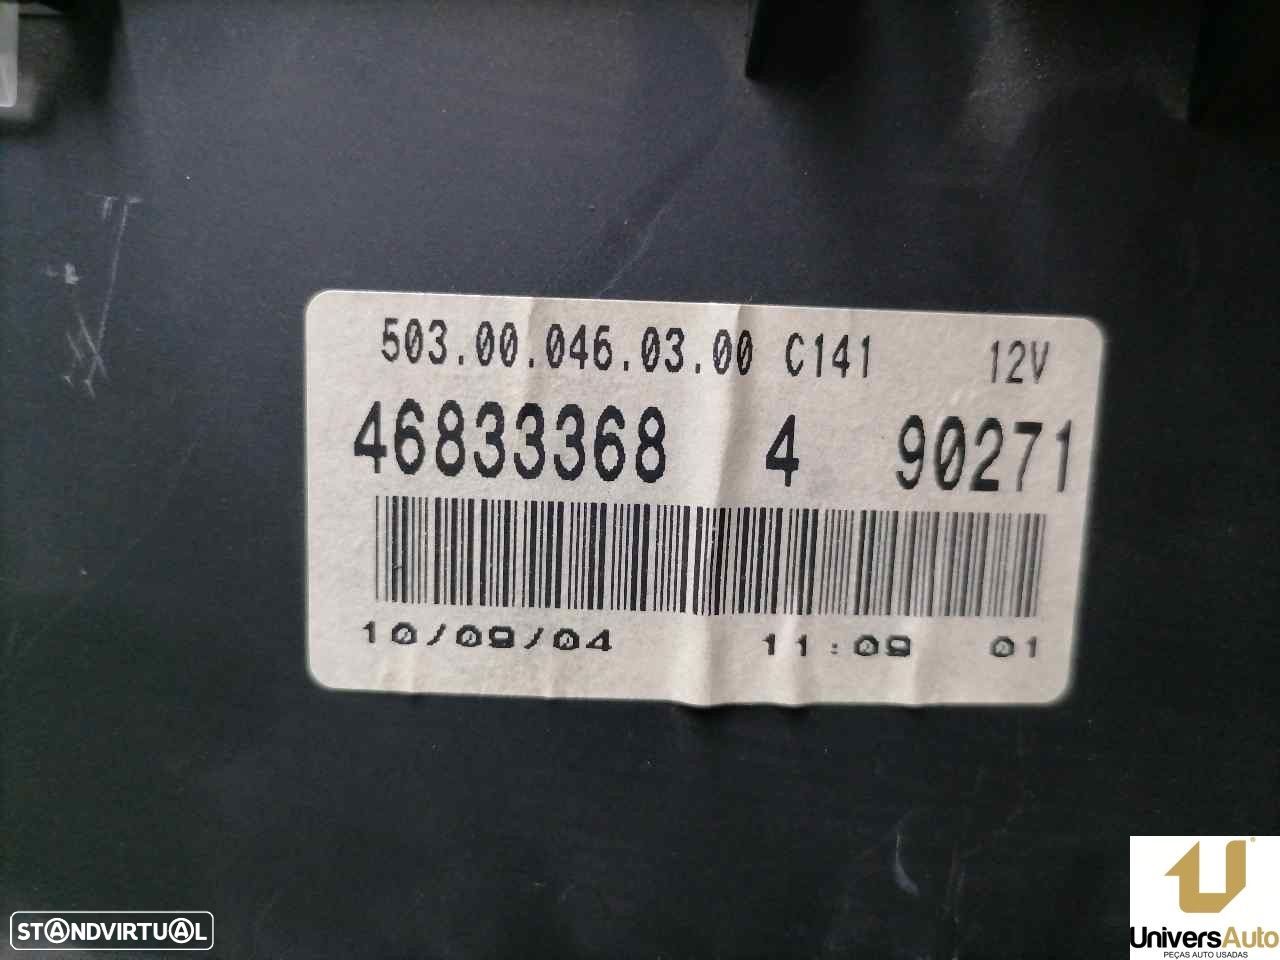 503.00.046.03.00 C141 12V
46833368 4 90271
10/09/04 11:09 01
STANDVIRTUAL
UniversAuto
PEÇAS AUTO USADAS